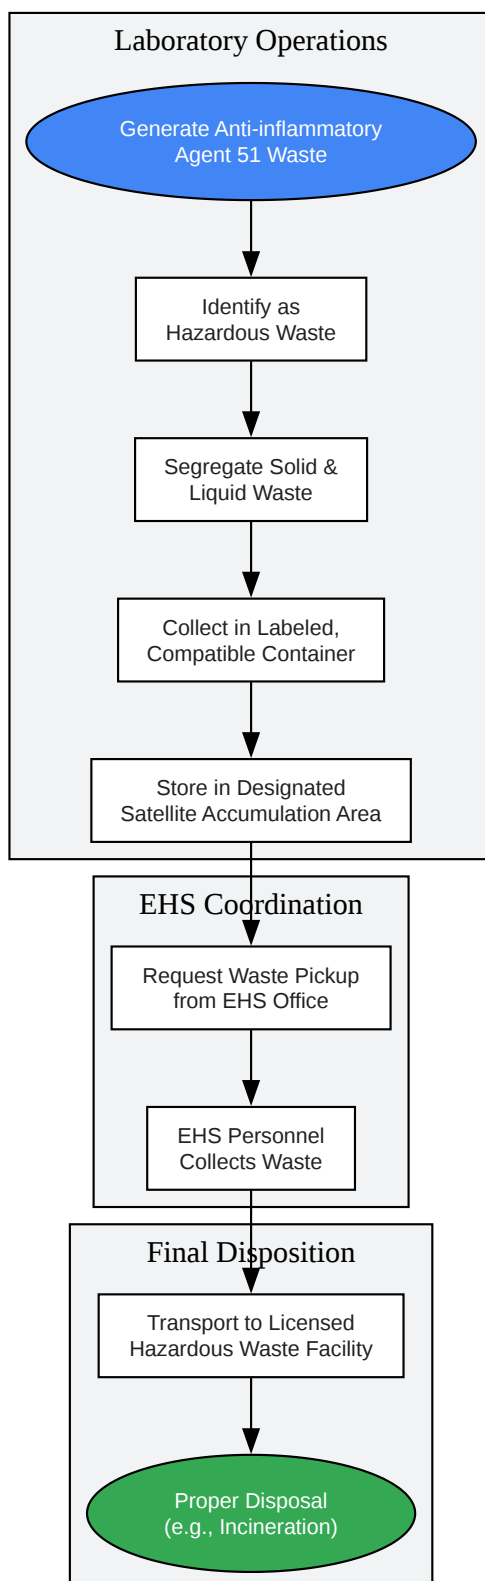 Laboratory Operations
Generate Anti-inflammatory
Agent 51 Waste
Identify as
Hazardous Waste
Segregate Solid &
Liquid Waste
Collect in Labeled,
Compatible Container
Store in Designated
Satellite Accumulation Area
EHS Coordination
Request Waste Pickup
from EHS Office
EHS Personnel
Collects Waste
Final Disposition
Transport to Licensed
Hazardous Waste Facility
Proper Disposal
(e.g., Incineration)